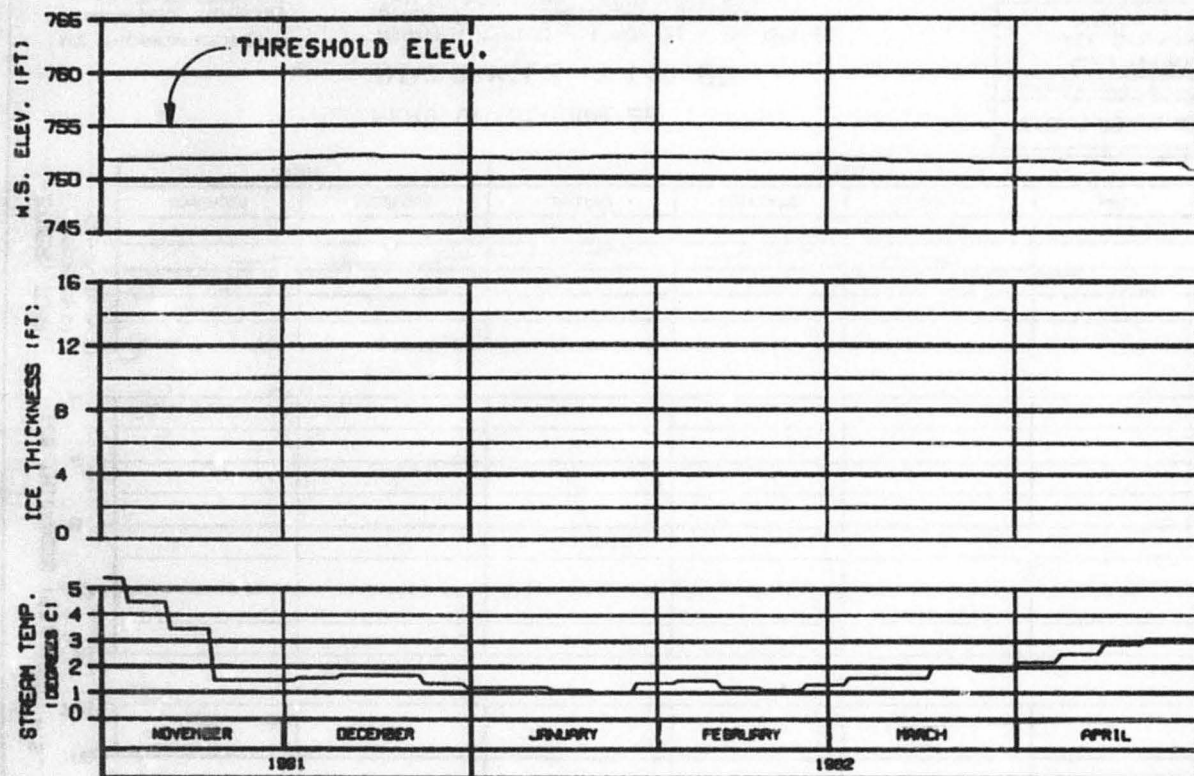 765
THRESHOLD ELEV.
760
755
750
745
W.S. ELEV. (FT)
16
12
8
4
0
ICE THICKNESS (FT)
5
4
3
2
1
0
STREAM TEMP.
(DEGREES C)
NOVEMBER DECEMBER JANUARY FEBRUARY MARCH APRIL
1981 1982